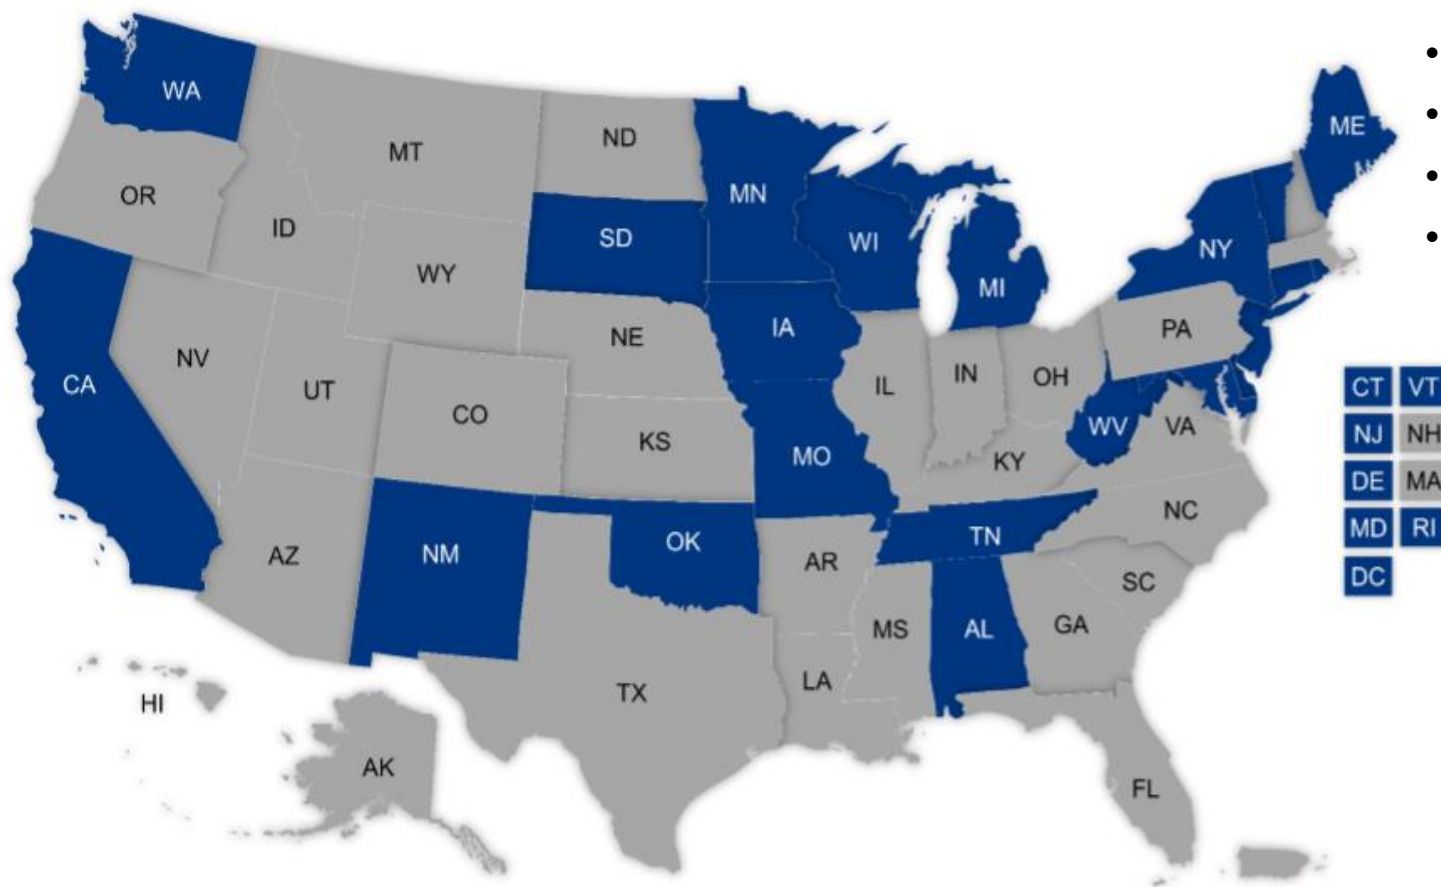 WA
ME
ND
MT
MN
OR
ID
SD
WI
NY
WY
MI
IA
PA
NE
NV
IN
OH
CA
IL
CT VT
UT
CO
WV
VA
NJ NH
KS
MO
KY
DE MA
NC
MD RI
TN
OK
NM
AZ
AR
SC
DC
MS
AL
GA
LA
TX
HI
AK
FL
•
•
•
•